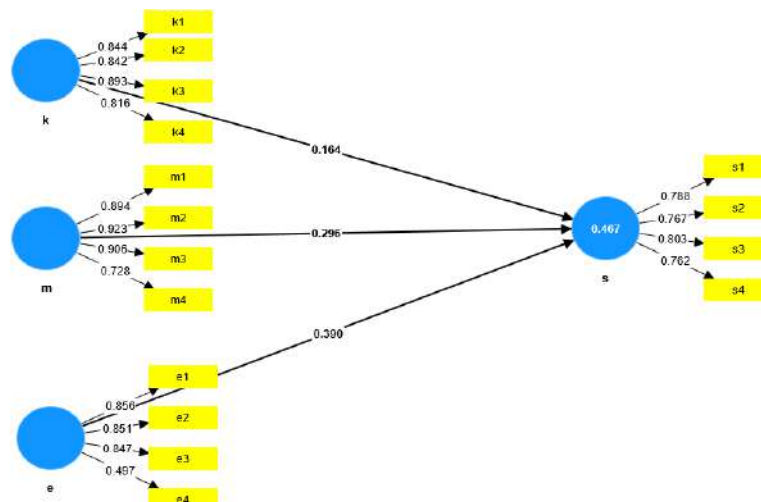 k1
0.844
k2
0.842
0.893
k3
0.816
k
k4
0.164
m1
0.894
m2
0.923
0.296
0.906
m3
0.728
m
m4
s1
0.788
s2
0.767
0.467
0.803
s3
0.762
s
s4
0.390
e1
0.856
e2
0.851
0.847
e3
0.497
e
e4